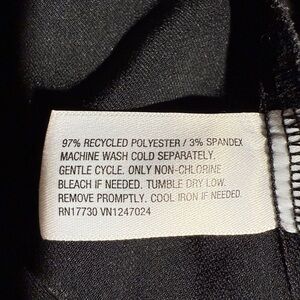 97% RECYCLED POLYESTER / 3% SPANDEX
MACHINE WASH COLD SEPARATELY.
GENTLE CYCLE. ONLY NON-CHLORINE
BLEACH IF NEEDED. TUMBLE DRY LOW.
REMOVE PROMPTLY. COOL IRON IF NEEDED.
RN17730 VN1247024